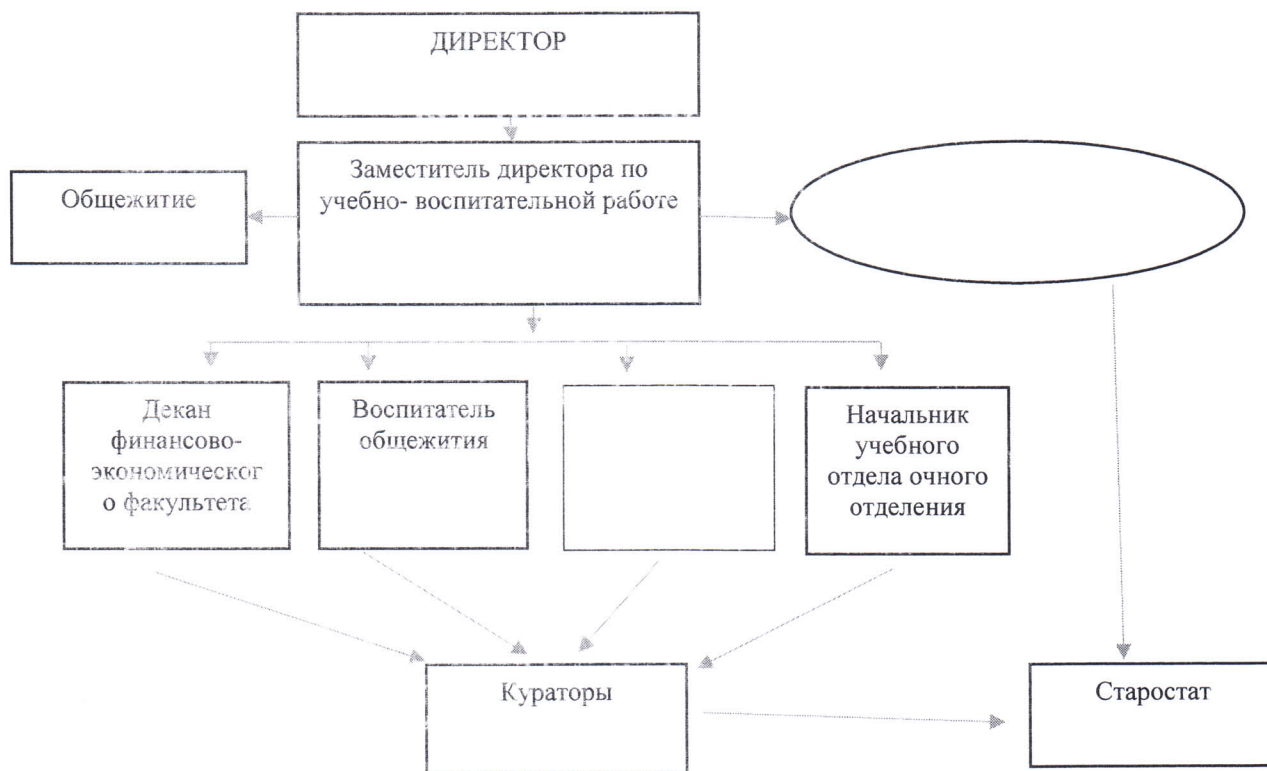 ДИРЕКТОР
Заместитель директора по
учебно- воспитательной работе
Общежитие
Декан
финансово-
экономическог
о факультета
Воспитатель
общежития
Начальник
учебного
отдела очного
отделения
Кураторы
Старостат